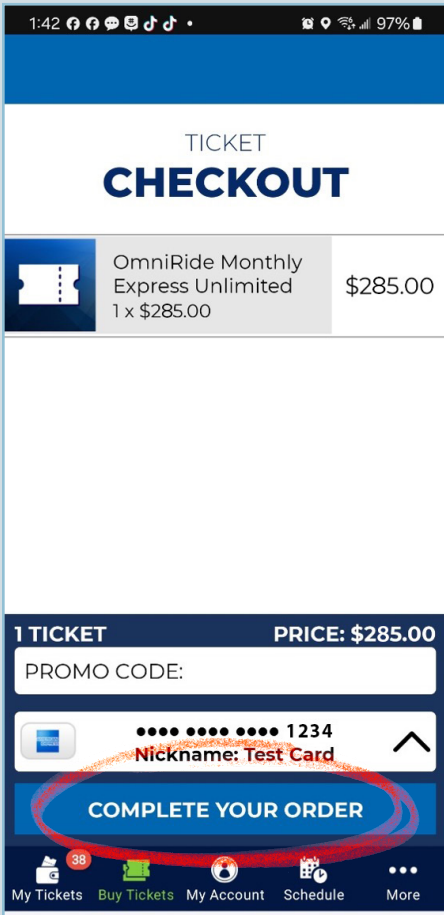 1:42 97%
TICKET
CHECKOUT
OmniRide Monthly
Express Unlimited $285.00
1 x $285.00
1 TICKET PRICE: $285.00
PROMO CODE:
•••• •••• •••• 1234
Nickname: Test Card
COMPLETE YOUR ORDER
38
My Tickets Buy Tickets My Account Schedule More